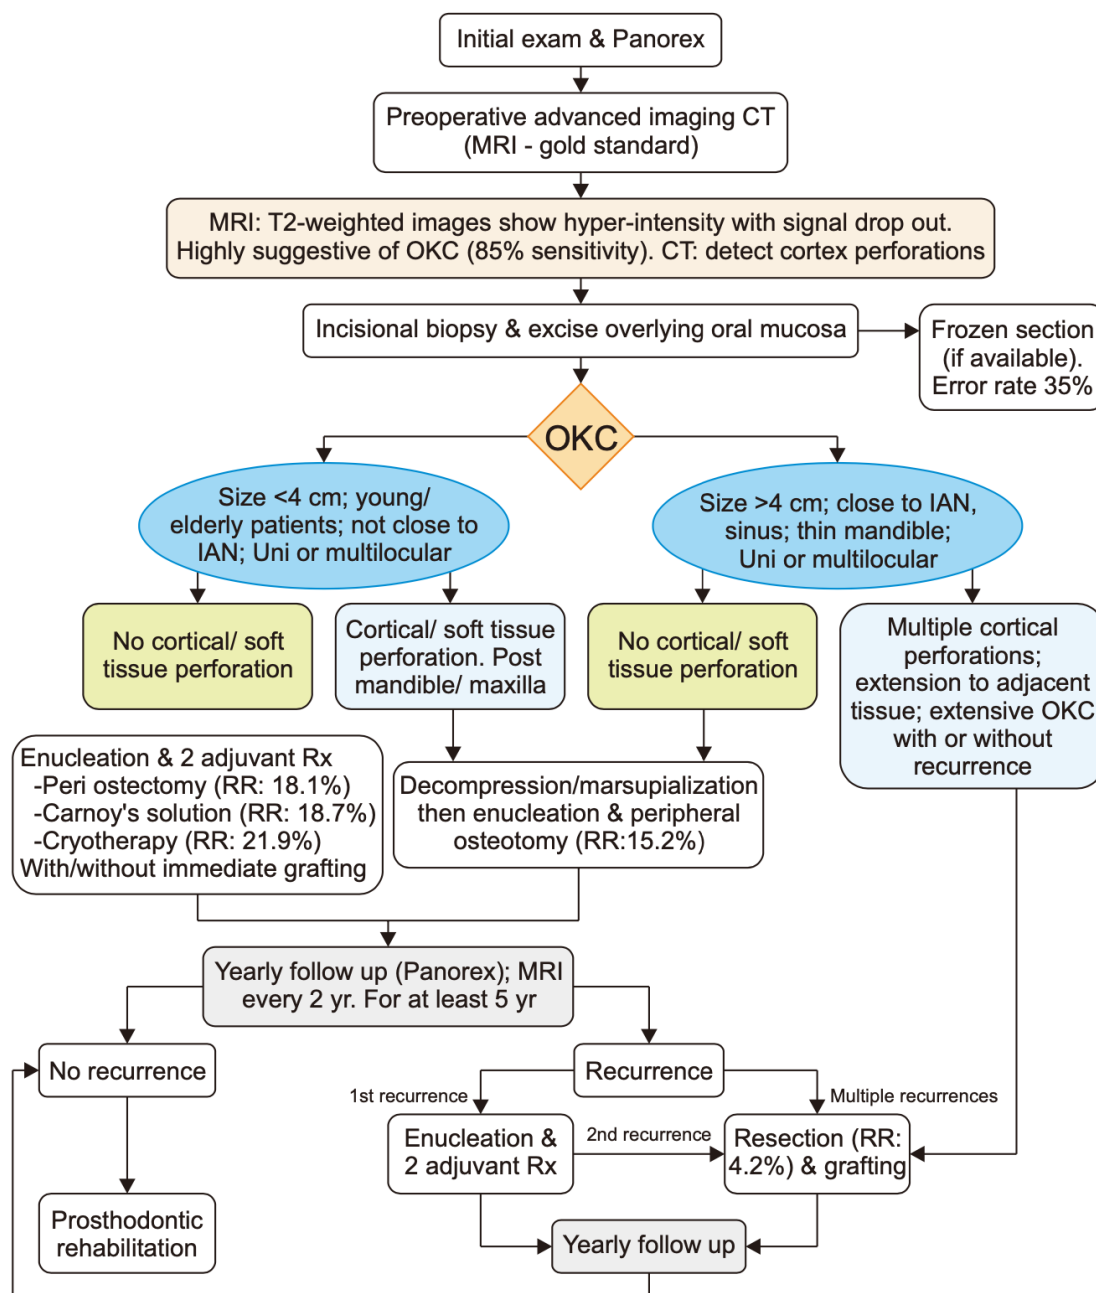 Initial exam & Panorex
Preoperative advanced imaging CT
(MRI - gold standard)
MRI: T2-weighted images show hyper-intensity with signal drop out.
Highly suggestive of OKC (85% sensitivity). CT: detect cortex perforations
Incisional biopsy & excise overlying oral mucosa
Frozen section
(if available).
Error rate 35%
OKC
Size <4 cm; young/
elderly patients; not close to
IAN; Uni or multilocular
Size >4 cm; close to IAN,
sinus; thin mandible;
Uni or multilocular
No cortical/ soft
tissue perforation
Cortical/ soft tissue
perforation. Post
mandible/ maxilla
No cortical/ soft
tissue perforation
Multiple cortical
perforations;
extension to adjacent
tissue; extensive OKC
with or without
recurrence
Enucleation & 2 adjuvant Rx
-Peri ostectomy (RR: 18.1%)
-Carnoy's solution (RR: 18.7%)
-Cryotherapy (RR: 21.9%)
With/without immediate grafting
Decompression/marsupialization
then enucleation & peripheral
osteotomy (RR:15.2%)
Yearly follow up (Panorex); MRI
every 2 yr. For at least 5 yr
No recurrence
Recurrence
1st recurrence
Multiple recurrences
Enucleation &
2 adjuvant Rx
2nd recurrence
Resection (RR:
4.2%) & grafting
Prosthodontic
rehabilitation
Yearly follow up